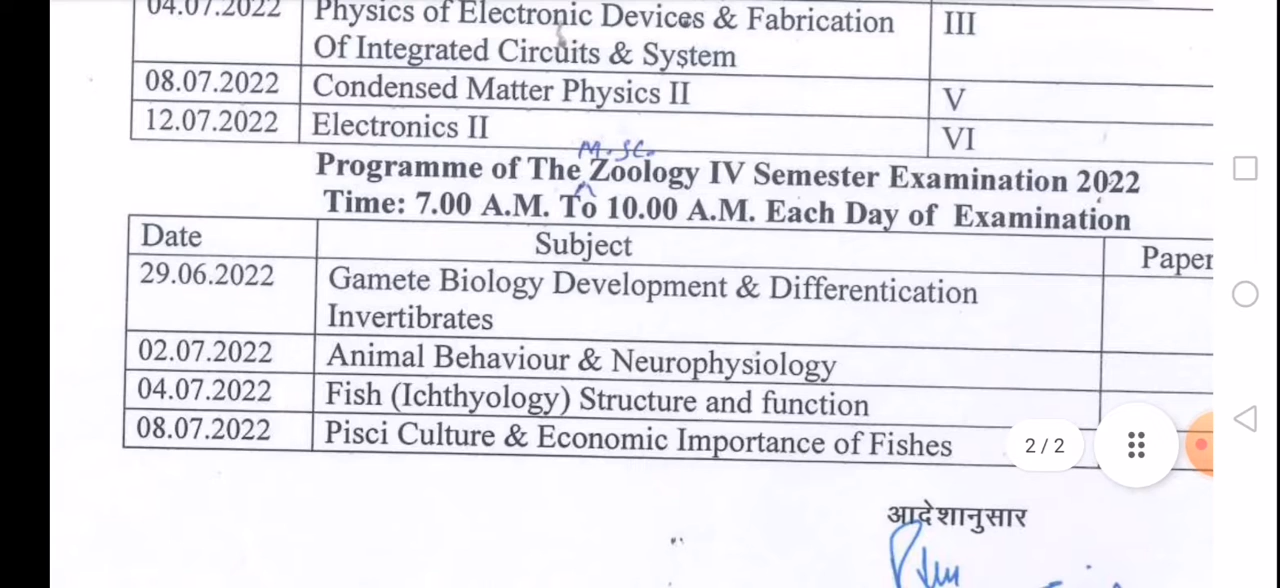 04.07.2022 Physics of Electronic Devices & Fabrication III
Of Integrated Circuits & System
08.07.2022 Condensed Matter Physics II V
12.07.2022 Electronics II VI
M.SC.
Programme of The Zoology IV Semester Examination 2022
Time: 7.00 A.M. To 10.00 A.M. Each Day of Examination
Date Subject Paper
29.06.2022 Gamete Biology Development & Differentication
Invertibrates
02.07.2022 Animal Behaviour & Neurophysiology
04.07.2022 Fish (Ichthyology) Structure and function
08.07.2022 Pisci Culture & Economic Importance of Fishes
2 / 2
आदेशानुसार